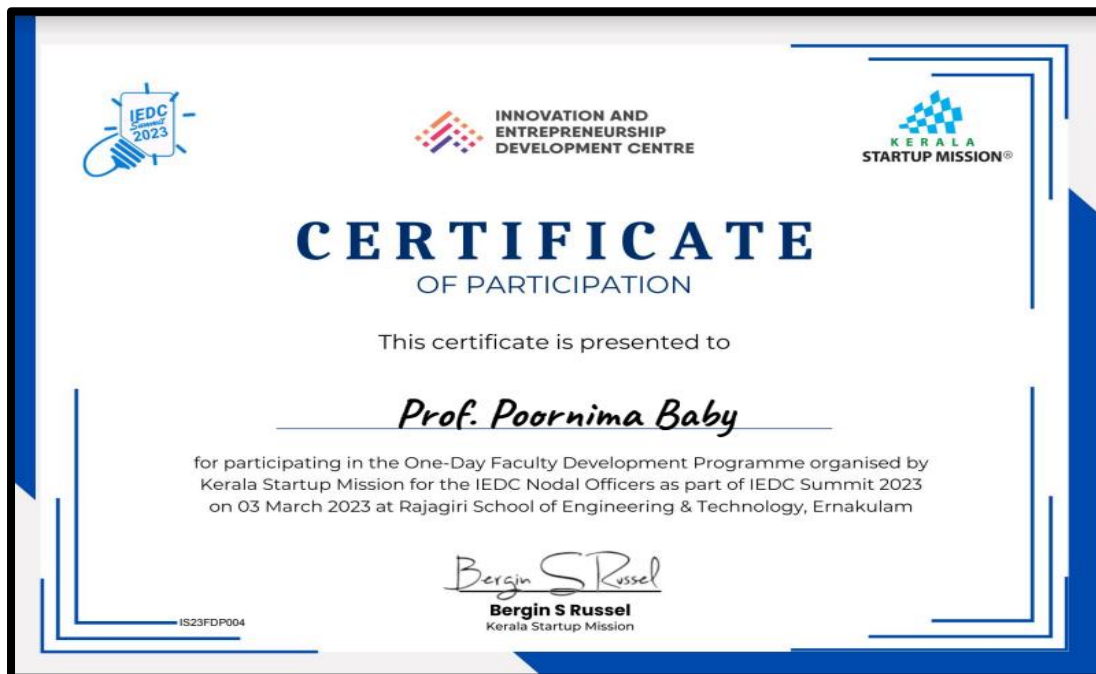 IEDC
Summit
2023
INNOVATION AND
ENTREPRENEURSHIP
DEVELOPMENT CENTRE
KERALA
STARTUP MISSION®
CERTIFICATE
OF PARTICIPATION
This certificate is presented to
Prof. Poornima Baby
for participating in the One-Day Faculty Development Programme organised by
Kerala Startup Mission for the IEDC Nodal Officers as part of IEDC Summit 2023
on 03 March 2023 at Rajagiri School of Engineering & Technology, Ernakulam
Bergin S Russel
Bergin S Russel
Kerala Startup Mission
IS23FDP004